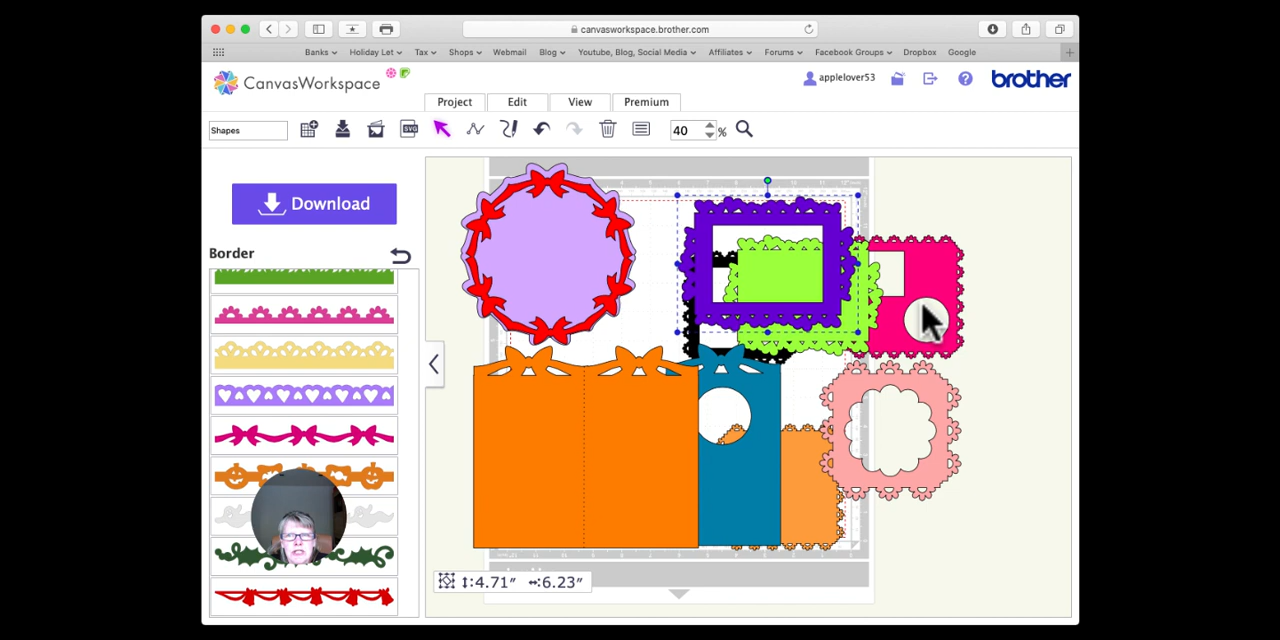 canvasworkspace.brother.com
Banks Holiday Let Tax Shops Webmail Blog Youtube, Blog, Social Media Affiliates Forums Facebook Groups Dropbox Google
CanvasWorkspace
applelover53
brother
Project Edit View Premium
Shapes
SVG
40 %
Download
Border
4.71" 6.23"